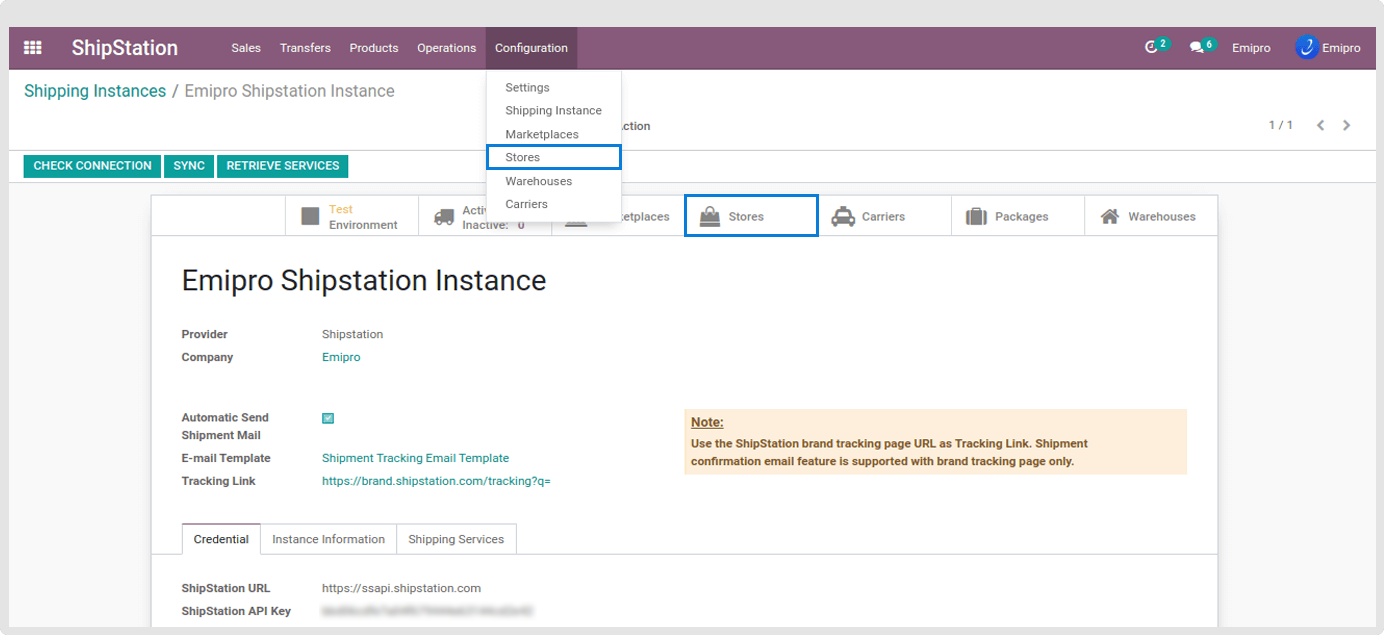 ShipStation Sales Transfers Products Operations Configuration 2 6 Emipro Emipro
Shipping Instances / Emipro Shipstation Instance
Settings
Shipping Instance
ction 1 / 1
Marketplaces
Stores
Warehouses
Carriers
CHECK CONNECTION SYNC RETRIEVE SERVICES
Test
Environment
Activ
Inactive: 0
etplaces
Stores
Carriers
Packages
Warehouses
Emipro Shipstation Instance
Provider Shipstation
Company Emipro
Automatic Send
Shipment Mail
E-mail Template Shipment Tracking Email Template
Tracking Link https://brand.shipstation.com/tracking?q=
Note:
Use the ShipStation brand tracking page URL as Tracking Link. Shipment
confirmation email feature is supported with brand tracking page only.
Credential Instance Information Shipping Services
ShipStation URL https://ssapi.shipstation.com
ShipStation API Key